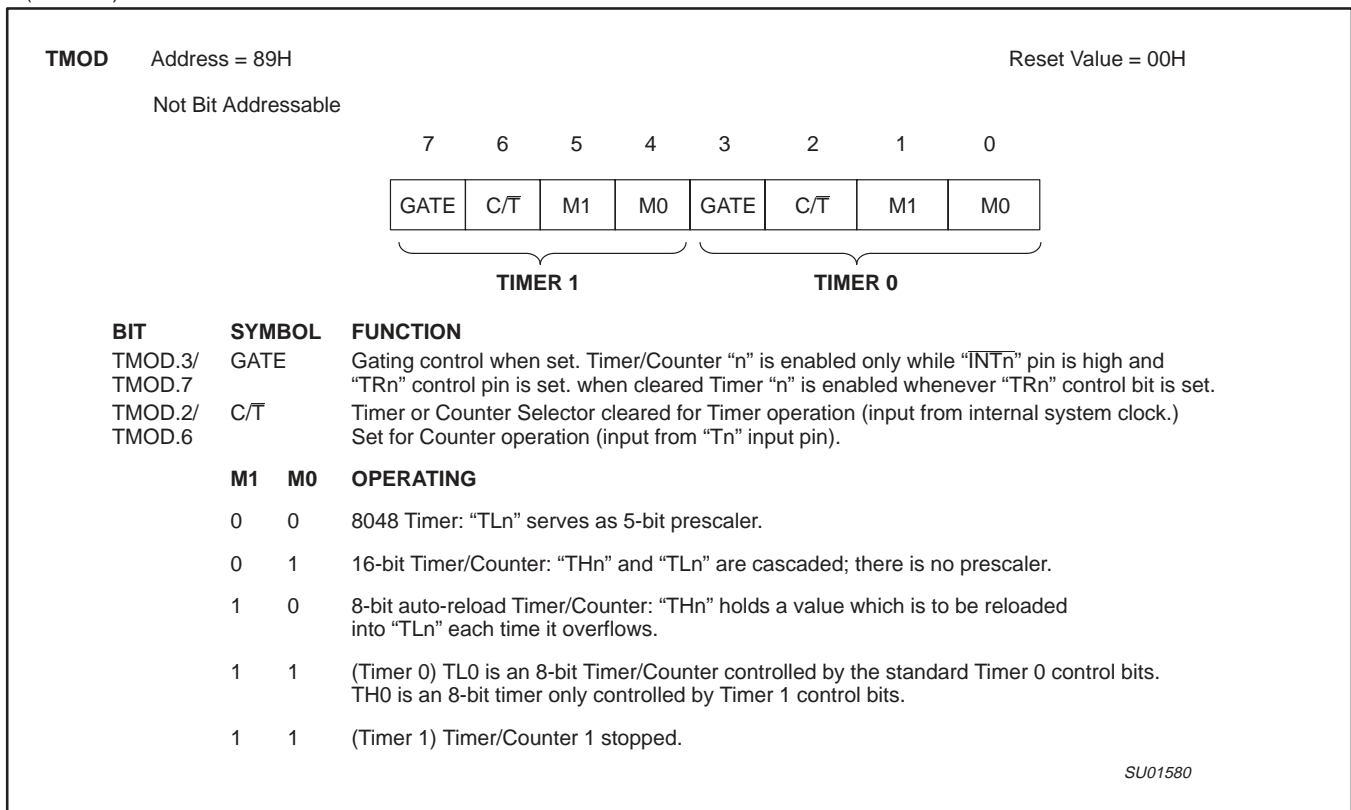 TMOD Address = 89H Reset Value = 00H
Not Bit Addressable
7 6 5 4 3 2 1 0
GATE C/T̅ M1 M0 GATE C/T̅ M1 M0
TIMER 1 TIMER 0
BIT SYMBOL FUNCTION
TMOD.3/ GATE Gating control when set. Timer/Counter “n” is enabled only while “I̅N̅T̅n̅” pin is high and
TMOD.7 “TRn” control pin is set. when cleared Timer “n” is enabled whenever “TRn” control bit is set.
TMOD.2/ C/T̅ Timer or Counter Selector cleared for Timer operation (input from internal system clock.)
TMOD.6 Set for Counter operation (input from “Tn” input pin).
M1 M0 OPERATING
0 0 8048 Timer: “TLn” serves as 5-bit prescaler.
0 1 16-bit Timer/Counter: “THn” and “TLn” are cascaded; there is no prescaler.
1 0 8-bit auto-reload Timer/Counter: “THn” holds a value which is to be reloaded
into “TLn” each time it overflows.
1 1 (Timer 0) TL0 is an 8-bit Timer/Counter controlled by the standard Timer 0 control bits.
TH0 is an 8-bit timer only controlled by Timer 1 control bits.
1 1 (Timer 1) Timer/Counter 1 stopped.
SU01580